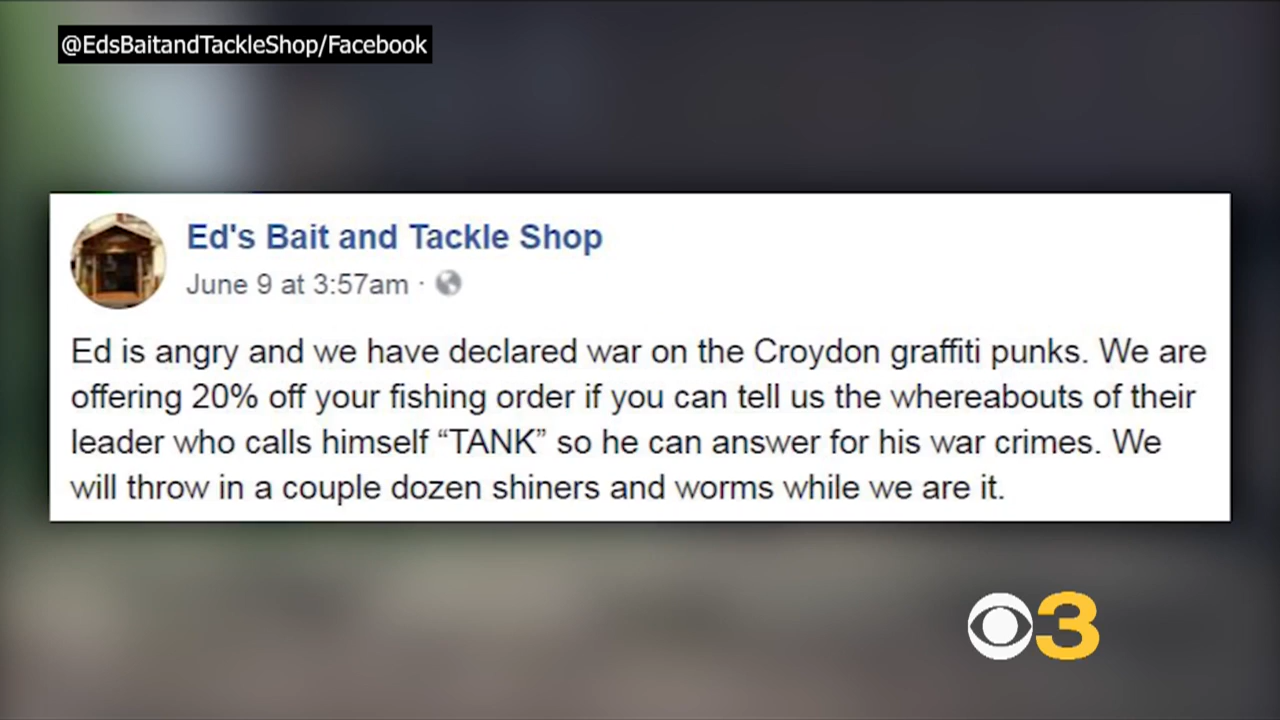 @EdsBaitandTackleShop/Facebook
Ed's Bait and Tackle Shop
June 9 at 3:57am ·
Ed is angry and we have declared war on the Croydon graffiti punks. We are
offering 20% off your fishing order if you can tell us the whereabouts of their
leader who calls himself “TANK” so he can answer for his war crimes. We
will throw in a couple dozen shiners and worms while we are it.
3